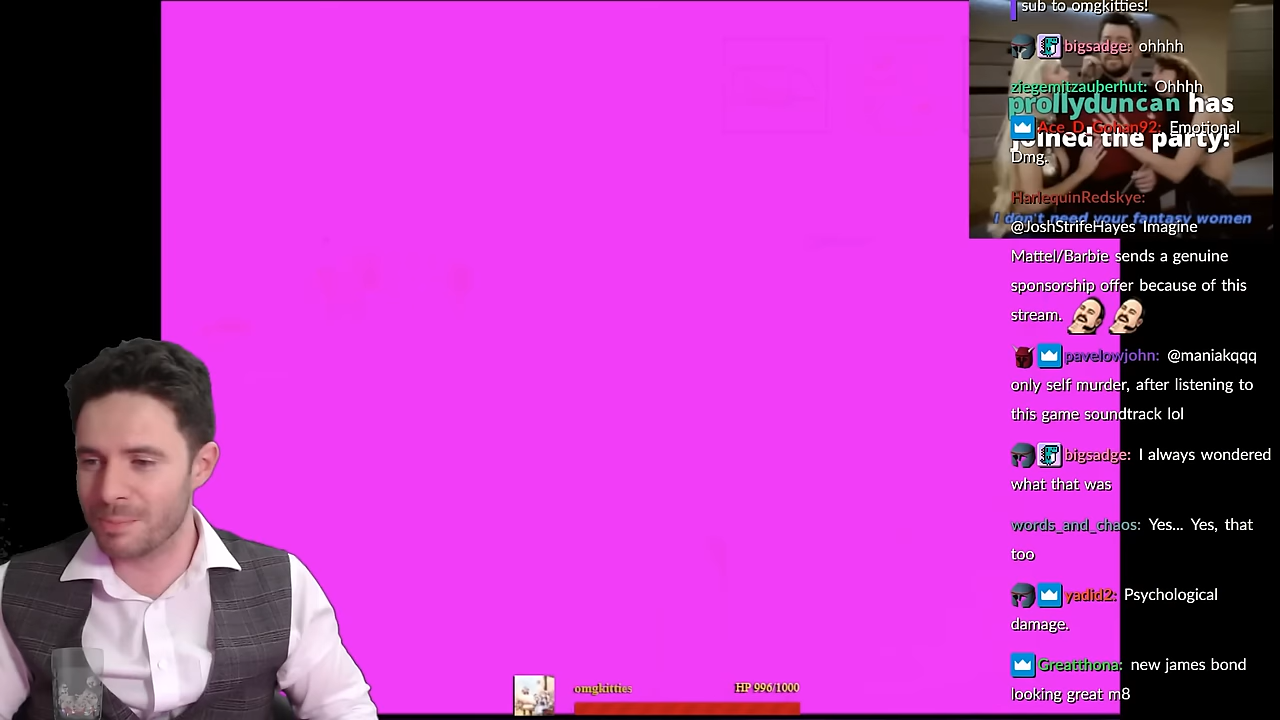 sub to omgkitties!
bigsadge: ohhhh
ziegemitzauberhut: Ohhhh
prollyduncan has
Ace_D_Gohan92: Emotional
joined the party!
Dmg.
HarlequinRedskye:
I don't need your fantasy women
@JoshStrifeHayes Imagine
Mattel/Barbie sends a genuine
sponsorship offer because of this
stream.
pavelowjohn: @maniakqqq
only self murder, after listening to
this game soundtrack lol
bigsadge: I always wondered
what that was
words_and_chaos: Yes... Yes, that
too
yadid2: Psychological
damage.
Greatthona: new james bond
looking great m8
omgkitties HP 996/1000